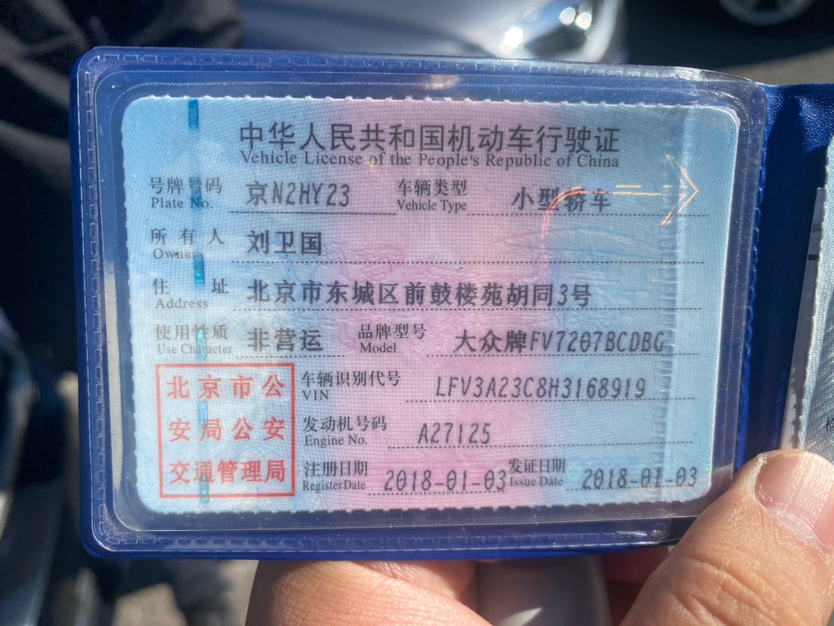 中华人民共和国机动车行驶证
Vehicle License of the People's Republic of China
号牌号码 京N2HY23 车辆类型 小型轿车
Plate No. Vehicle Type
所有人 刘卫国
Owner
住址 北京市东城区前鼓楼苑胡同3号
Address
使用性质 非营运 品牌型号 大众牌FV7207BCDBG
Use Character Model
北京市公安局公安交通管理局
车辆识别代号 LFV3A23C8H3168919
VIN
发动机号码 A27125
Engine No.
注册日期 2018-01-03 发证日期 2018-01-03
Register Date Issue Date